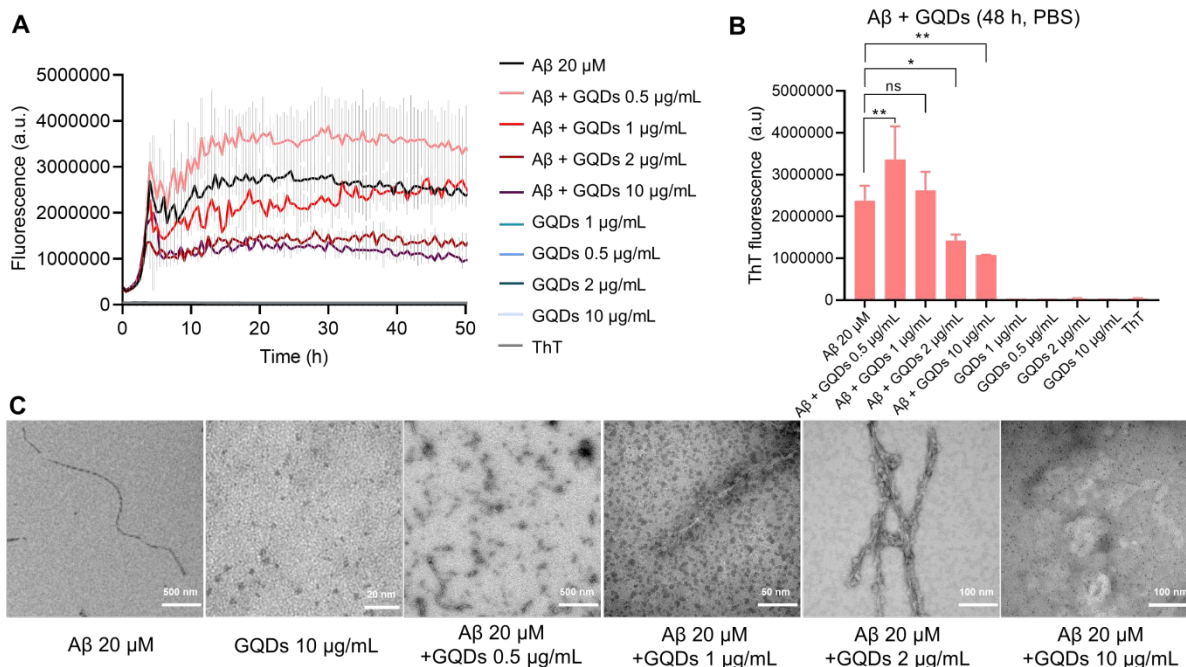 A
Fluorescence (a.u.)
5000000
4000000
3000000
2000000
1000000
0
0 10 20 30 40 50
Time (h)
Aβ 20 μM
Aβ + GQDs 0.5 μg/mL
Aβ + GQDs 1 μg/mL
Aβ + GQDs 2 μg/mL
Aβ + GQDs 10 μg/mL
GQDs 1 μg/mL
GQDs 0.5 μg/mL
GQDs 2 μg/mL
GQDs 10 μg/mL
ThT
B
Aβ + GQDs (48 h, PBS)
**
*
ns
**
ThT fluorescence (a.u)
5000000
4000000
3000000
2000000
1000000
0
Aβ 20 μM
Aβ + GQDs 0.5 μg/mL
Aβ + GQDs 1 μg/mL
Aβ + GQDs 2 μg/mL
Aβ + GQDs 10 μg/mL
GQDs 1 μg/mL
GQDs 0.5 μg/mL
GQDs 2 μg/mL
GQDs 10 μg/mL
ThT
C
500 nm
20 nm
500 nm
50 nm
100 nm
100 nm
Aβ 20 μM
GQDs 10 μg/mL
Aβ 20 μM
+GQDs 0.5 μg/mL
Aβ 20 μM
+GQDs 1 μg/mL
Aβ 20 μM
+GQDs 2 μg/mL
Aβ 20 μM
+GQDs 10 μg/mL